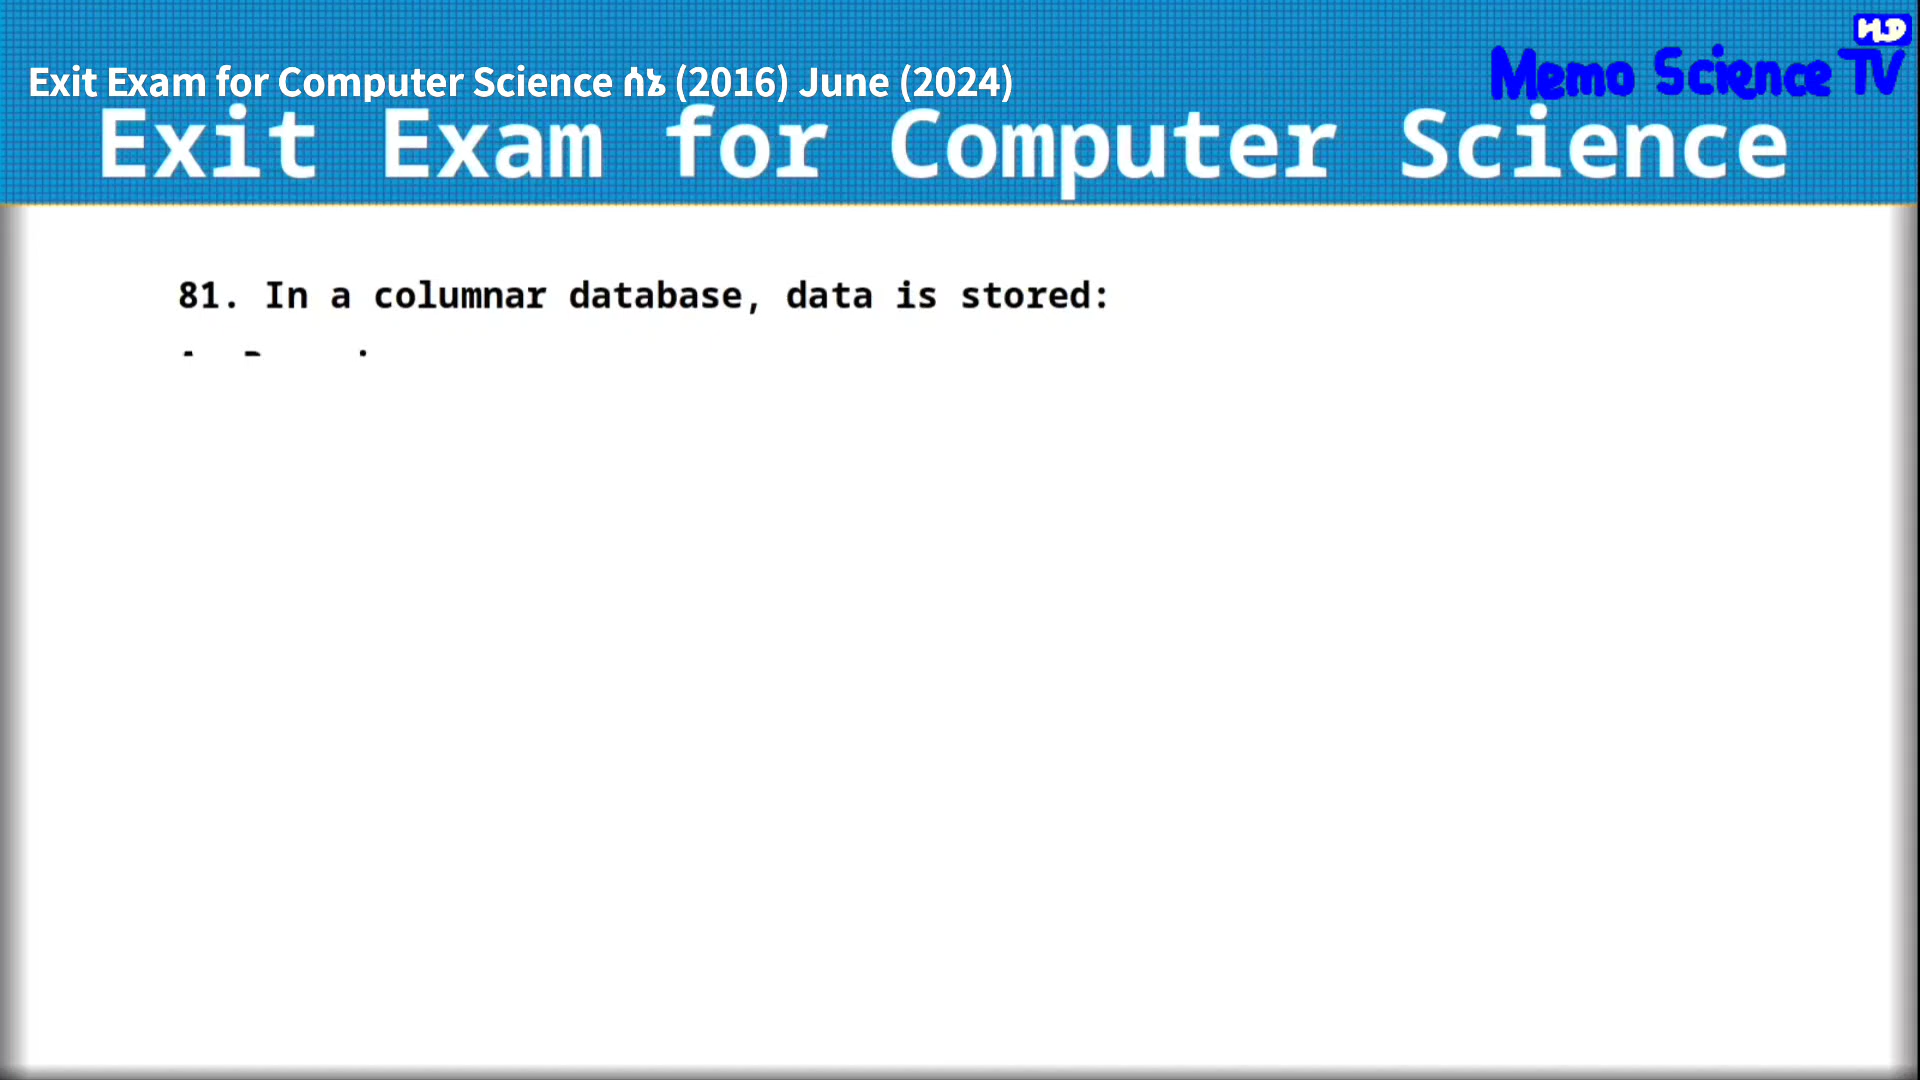 Exit Exam for Computer Science ሰኔ (2016) June (2024)
Memo Science TV
Exit Exam for Computer Science
81. In a columnar database, data is stored: